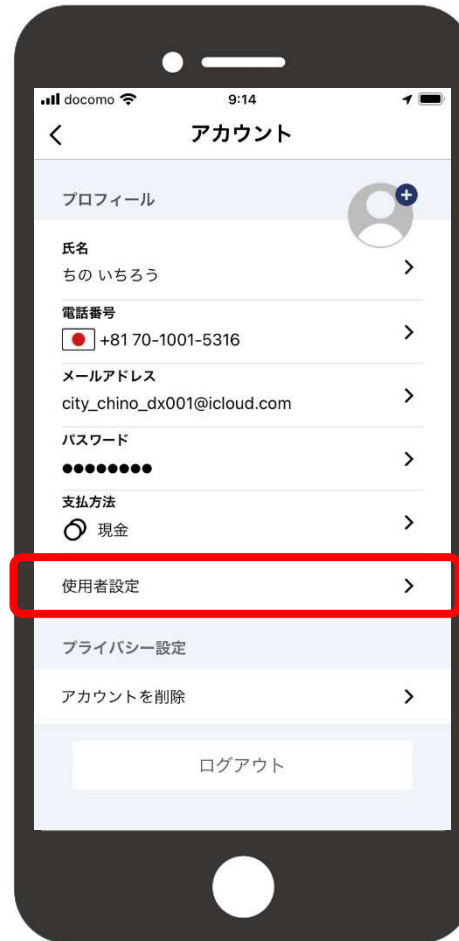 docomo 9:14
アカウント
プロフィール
氏名
ちの いちろう
電話番号
+81 70-1001-5316
メールアドレス
city_chino_dx001@icloud.com
パスワード
●●●●●●●●
支払方法
現金
使用者設定
プライバシー設定
アカウントを削除
ログアウト